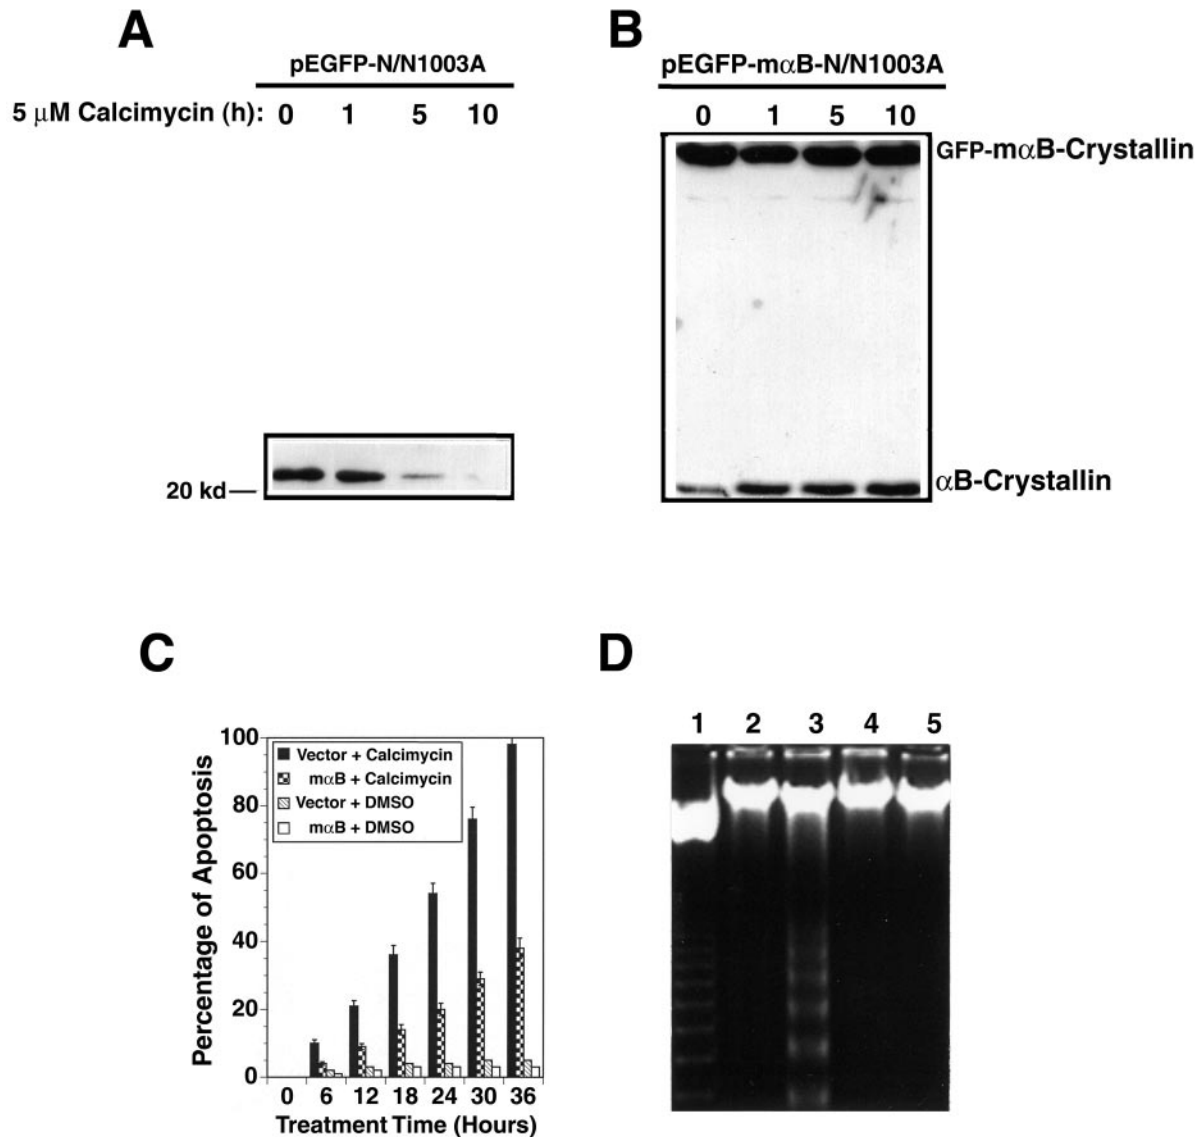 A
pEGFP-N/N1003A
5 μM Calcimycin (h): 0 1 5 10
20 kd
B
pEGFP-mαB-N/N1003A
0 1 5 10
GFP-mαB-Crystallin
αB-Crystallin
C
Percentage of Apoptosis
100
80
60
40
20
0
Vector + Calcimycin
mαB + Calcimycin
Vector + DMSO
mαB + DMSO
0 6 12 18 24 30 36
Treatment Time (Hours)
D
1 2 3 4 5